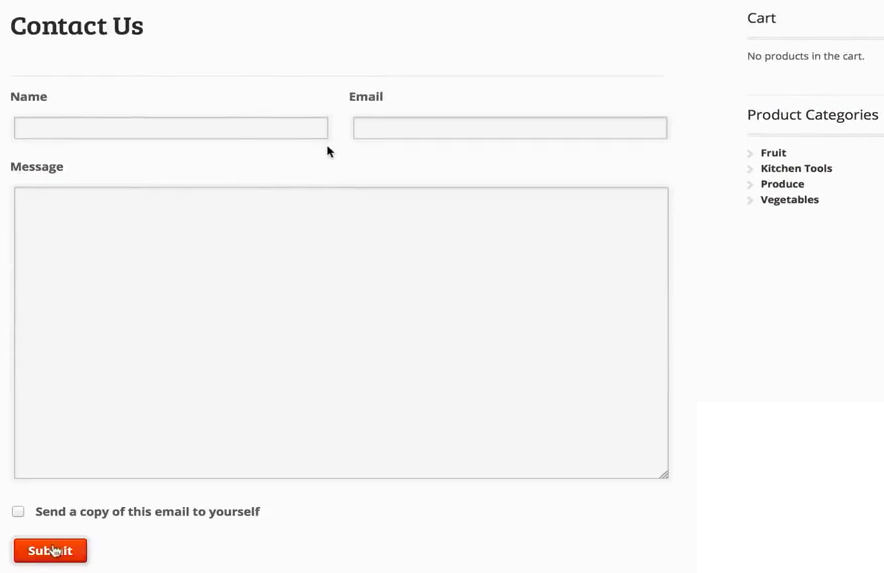 Contact Us
Name
Email
Message
Send a copy of this email to yourself
Submit
Cart
No products in the cart.
Product Categories
Fruit
Kitchen Tools
Produce
Vegetables